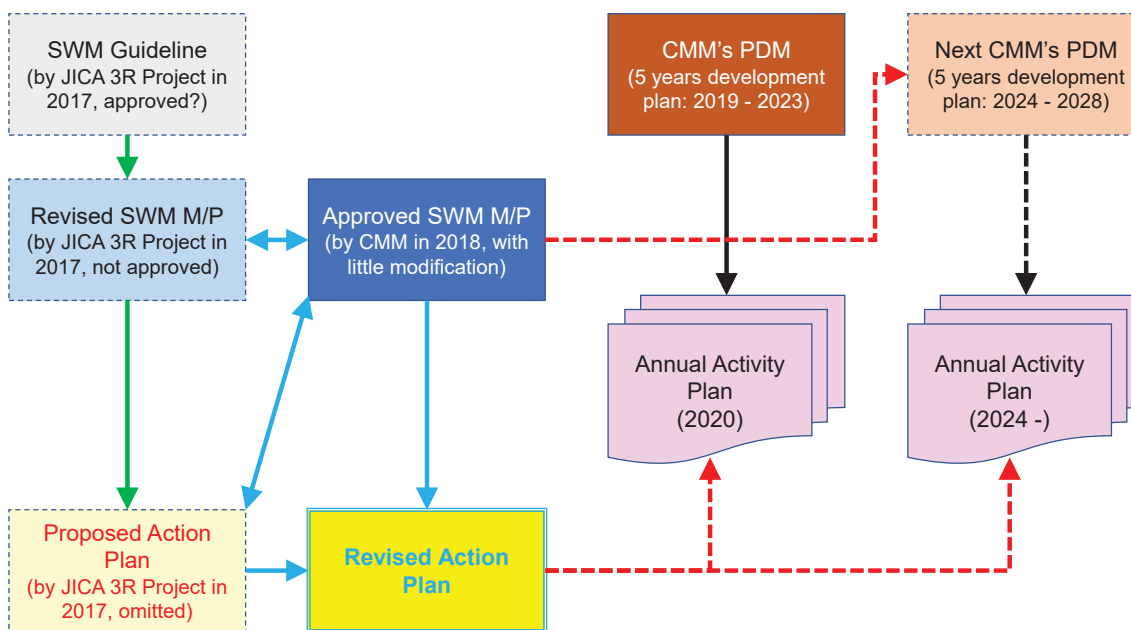 SWM Guideline
(by JICA 3R Project in
2017, approved?)
CMM's PDM
(5 years development
plan: 2019 - 2023)
Next CMM's PDM
(5 years development
plan: 2024 - 2028)
Revised SWM M/P
(by JICA 3R Project in
2017, not approved)
Approved SWM M/P
(by CMM in 2018, with
little modification)
Annual Activity
Plan
(2020)
Annual Activity
Plan
(2024 -)
Proposed Action
Plan
(by JICA 3R Project in
2017, omitted)
Revised Action
Plan